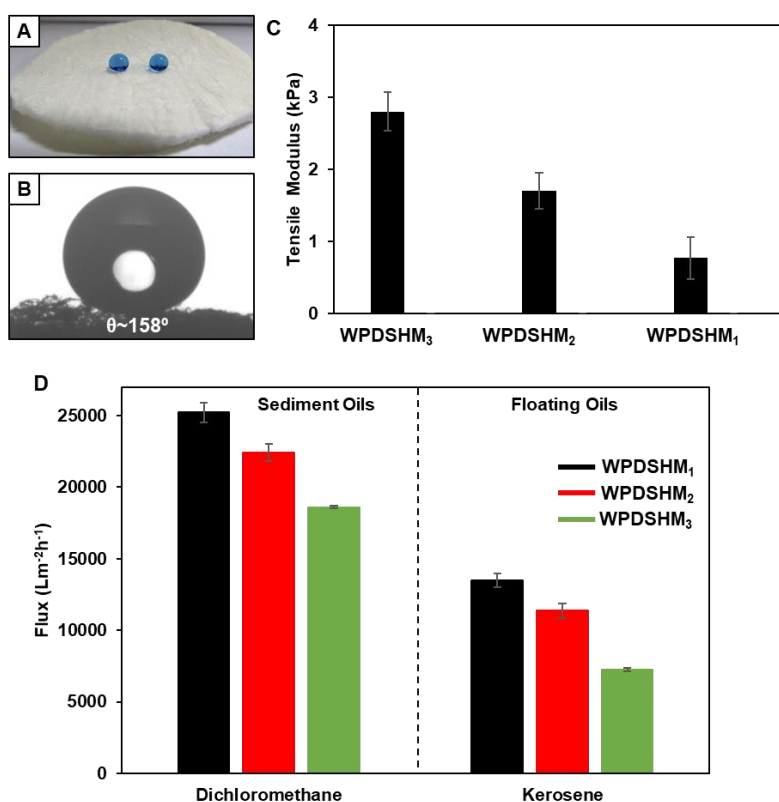 A
B
θ~158º
C
Tensile Modulus (kPa)
4
3
2
1
0
WPDSHM₃ WPDSHM₂ WPDSHM₁
D
Flux (Lm⁻²h⁻¹)
25000
20000
15000
10000
5000
0
Sediment Oils
Floating Oils
WPDSHM₁
WPDSHM₂
WPDSHM₃
Dichloromethane Kerosene